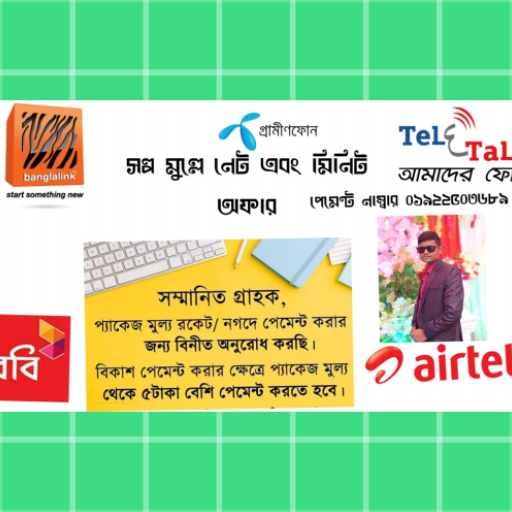 banglalink
start something new
গ্রামীণফোন
TeleTal
আমাদের ফো
সল্প মুল্যে নেট এবং মিনিট
অফার
পেমেন্ট নাম্বার ০১৯২২৫০৩৬৮৯
সম্মানিত গ্রাহক,
প্যাকেজ মুল্য রকেট/ নগদে পেমেন্ট করার
জন্য বিনীত অনুরোধ করছি।
বিকাশ পেমেন্ট করার ক্ষেত্রে প্যাকেজ মুল্য
থেকে ৫টাকা বেশি পেমেন্ট করতে হবে।
রবি
airtel